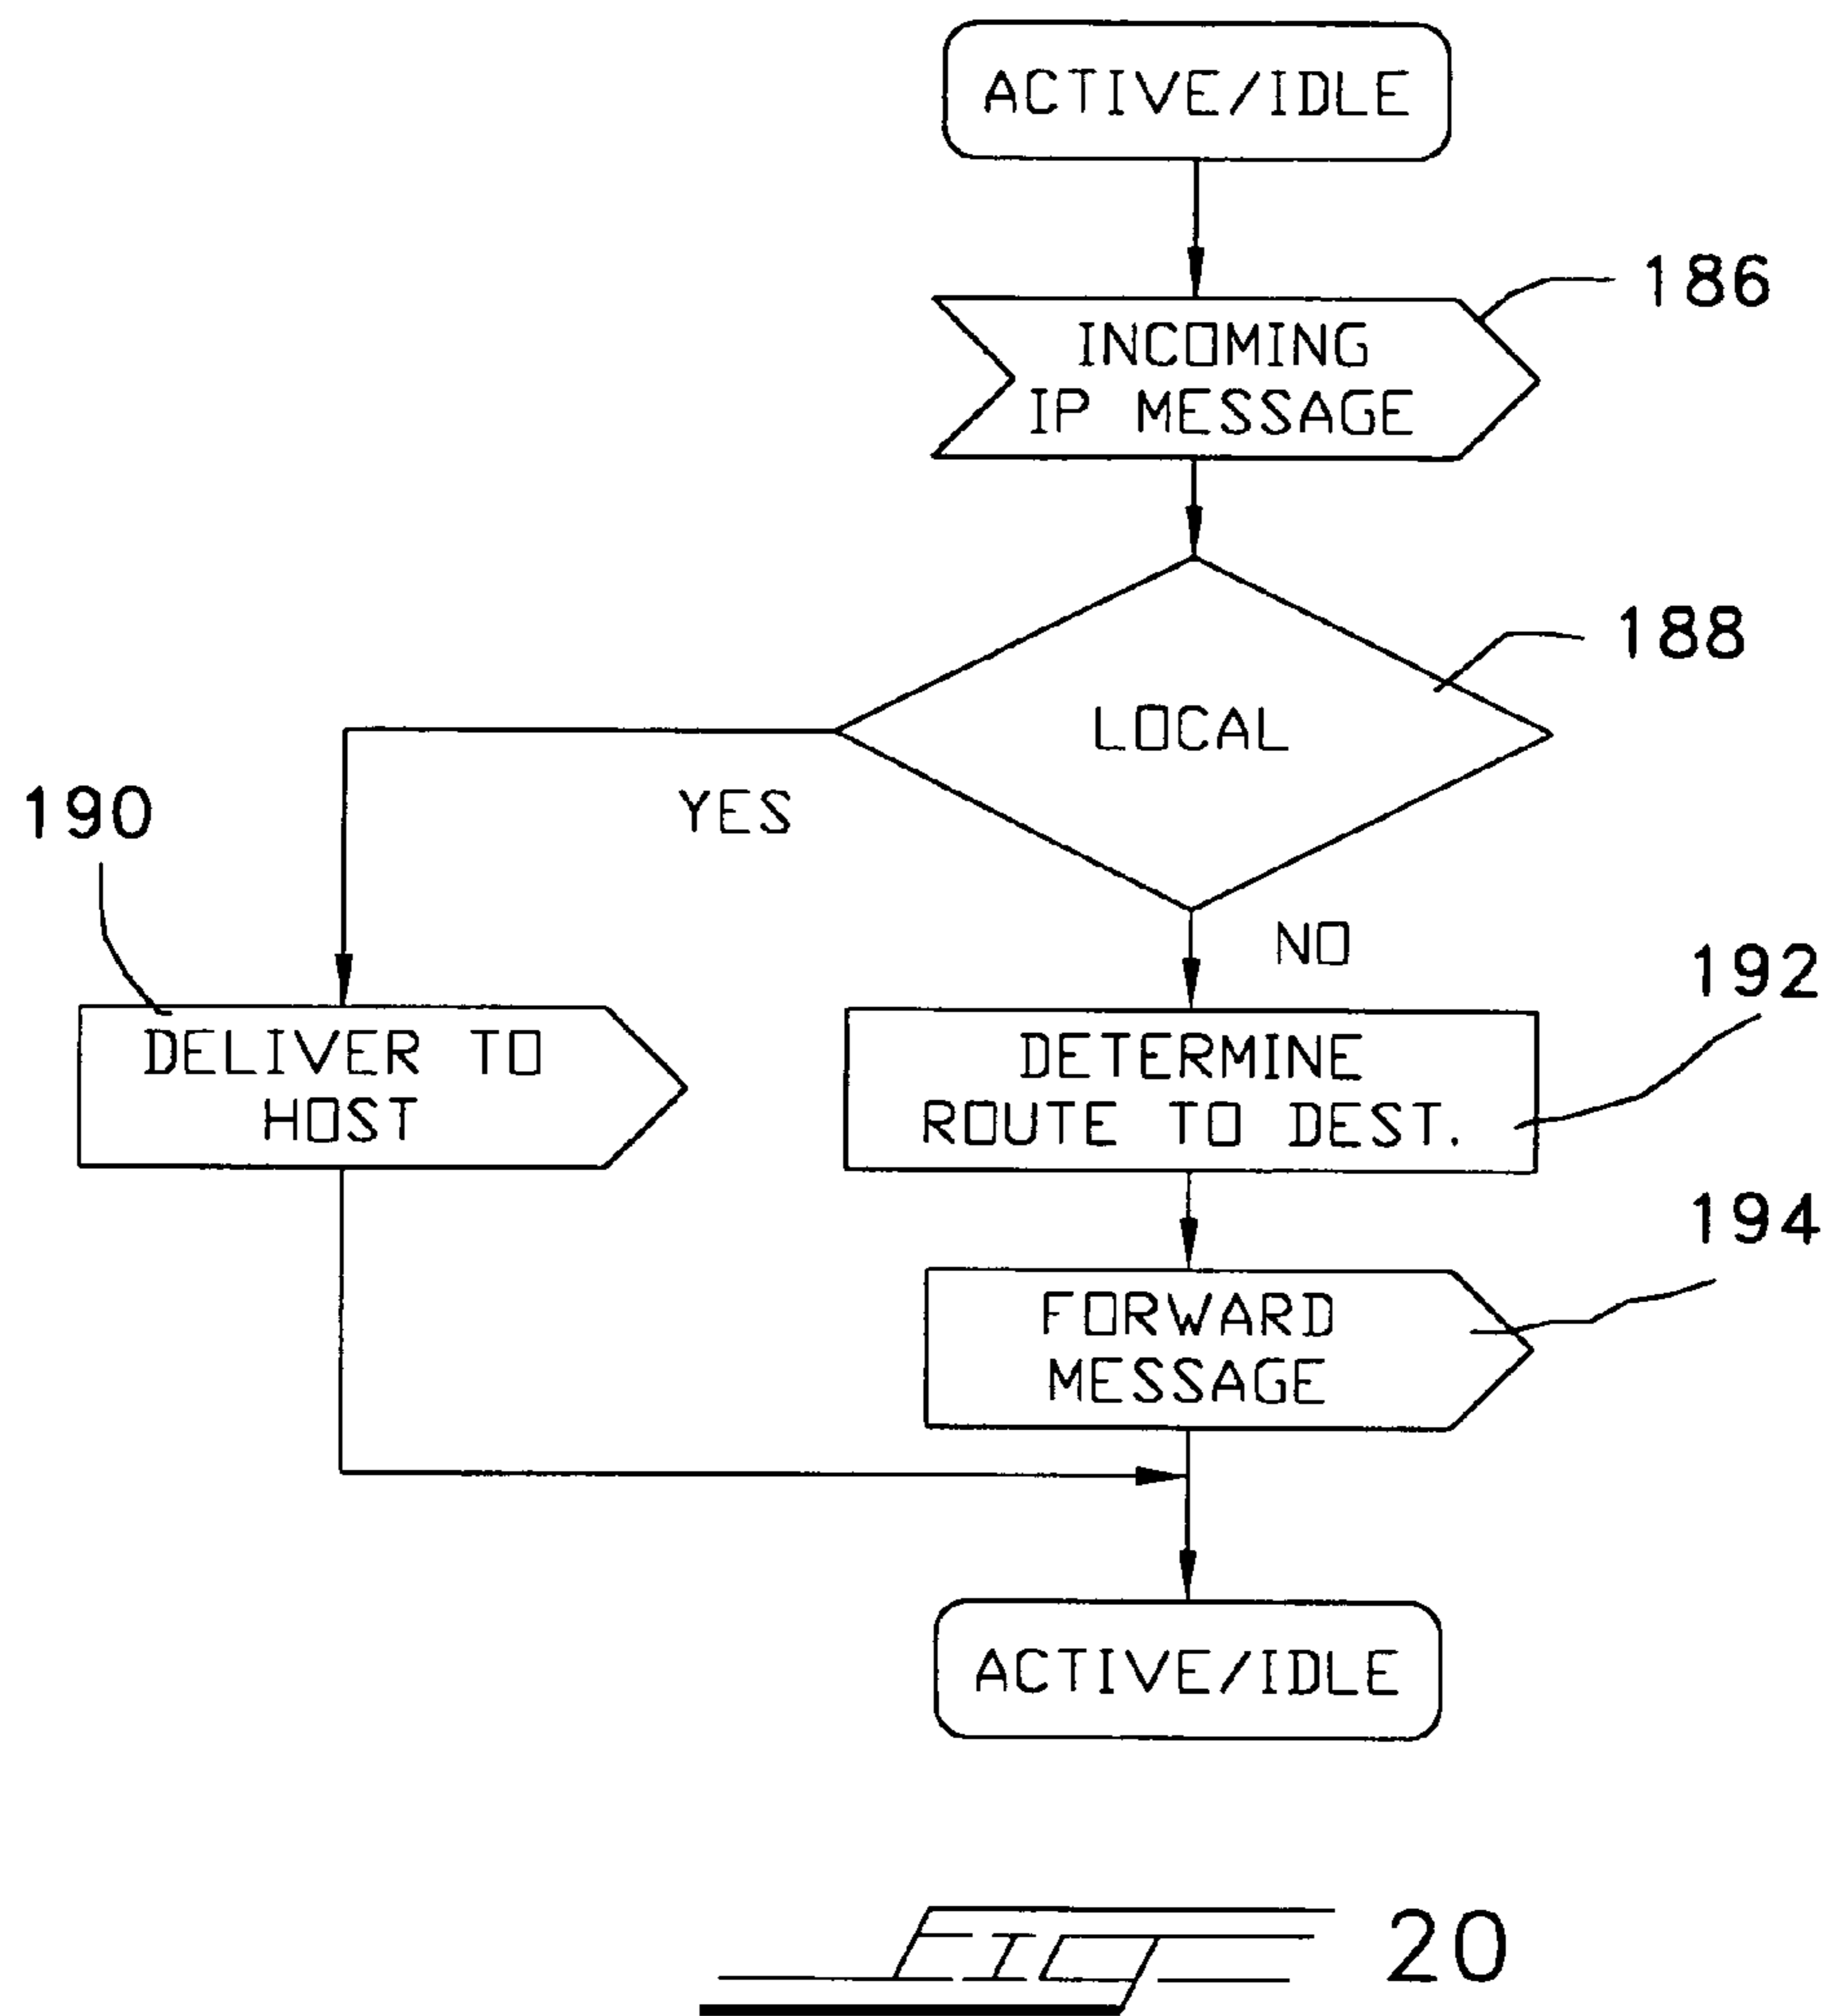 ACTIVE/IDLE
186
INCOMING
IP MESSAGE
188
LOCAL
YES
190
NO
192
DELIVER TO
HOST
DETERMINE
ROUTE TO DEST.
194
FORWARD
MESSAGE
ACTIVE/IDLE
FIG 20